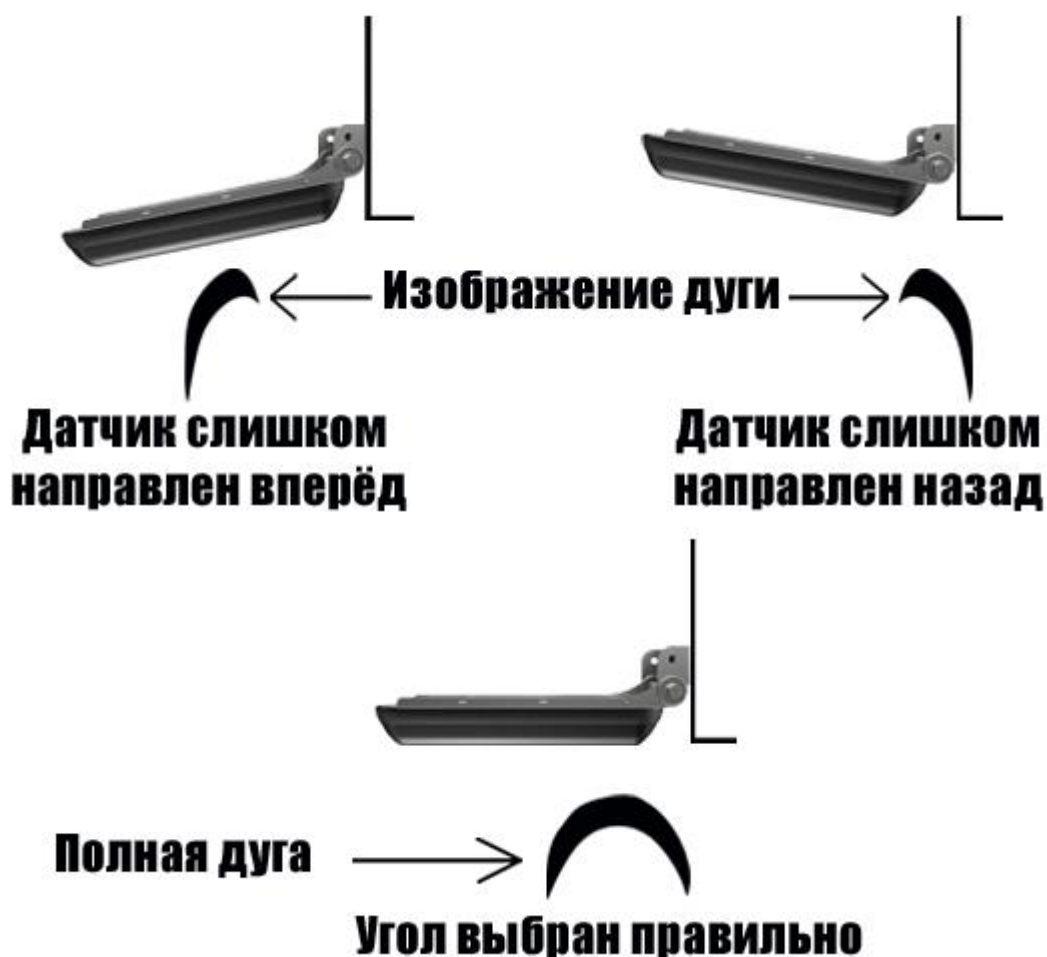 Изображение дуги
Датчик слишком
направлен вперёд
Датчик слишком
направлен назад
Полная дуга
Угол выбран правильно